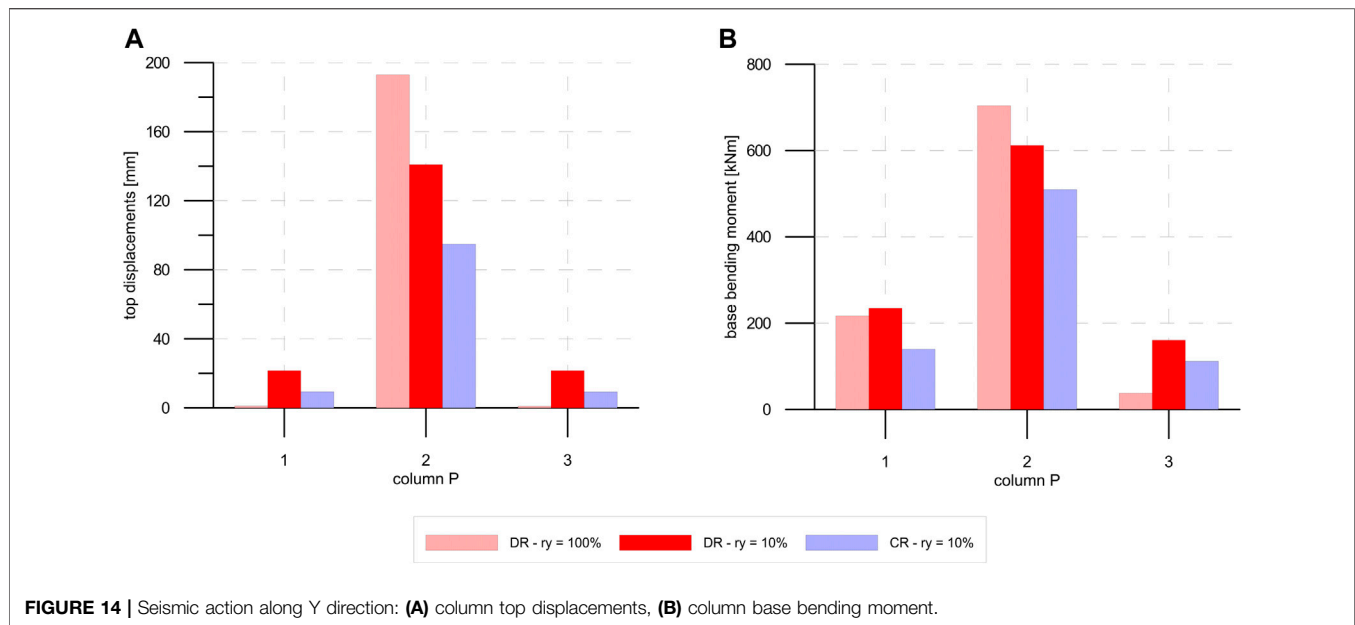 A
200
160
120
80
40
0
top displacements [mm]
1
2
3
column P
B
800
600
400
200
0
base bending moment [kNm]
1
2
3
column P
DR - ry = 100%
DR - ry = 10%
CR - ry = 10%
FIGURE 14 | Seismic action along Y direction: (A) column top displacements, (B) column base bending moment.